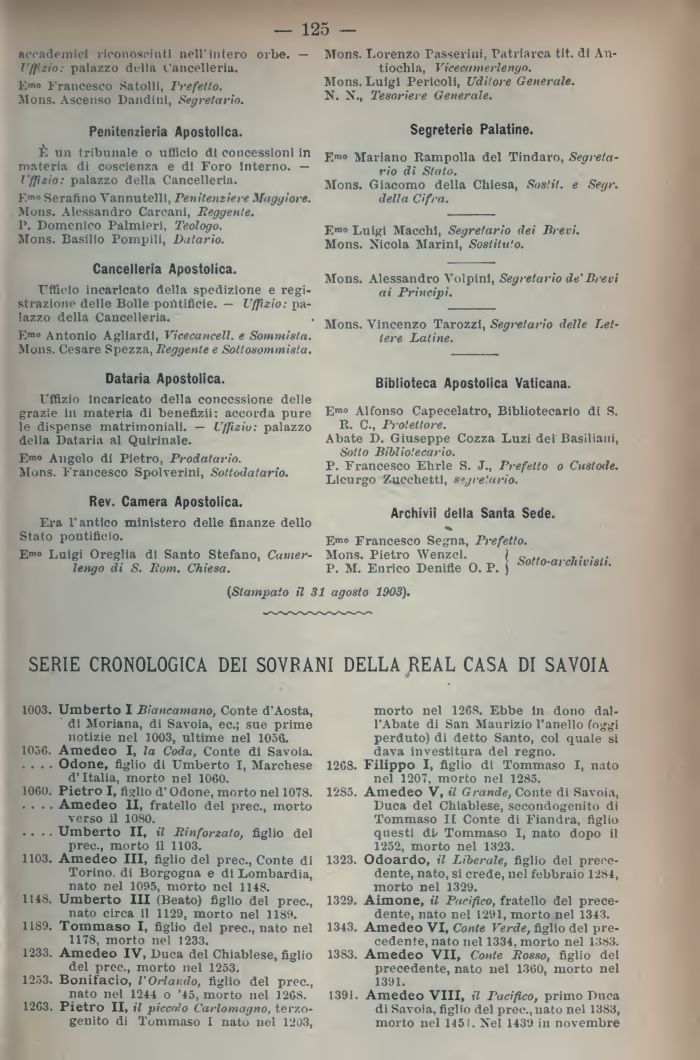 — 125 —
accademici riconosciuti nell'intero orbe. —
Uffizio: palazzo della Cancelleria.
Emo Francesco Satolli, Prefetto.
Mons. Ascenso Dandini, Segretario.
Penitenzieria Apostolica.
È un tribunale o ufficio di concessioni in
materia di coscienza e di Foro interno. —
Uffizio: palazzo della Cancelleria.
Emo Serafino Vannutelli, Penitenziere Maggiore.
Mons. Alessandro Carcani, Reggente.
P. Domenico Palmieri, Teologo.
Mons. Basilio Pompili, Datario.
Cancelleria Apostolica.
Ufficio incaricato della spedizione e regi-
strazione delle Bolle pontificie. — Uffizio: pa-
lazzo della Cancelleria.
Emo Antonio Agliardi, Vicecancell. e Sommista.
Mons. Cesare Spezza, Reggente e Sottosommista.
Dataria Apostolica.
Uffizio incaricato della concessione delle
grazie in materia di benefizii: accorda pure
le dispense matrimoniali. — Uffizio: palazzo
della Dataria al Quirinale.
Emo Angelo di Pietro, Prodatario.
Mons. Francesco Spolverini, Sottodatario.
Rev. Camera Apostolica.
Era l'antico ministero delle finanze dello
Stato pontificio.
Emo Luigi Oreglia di Santo Stefano, Camer-
lengo di S. Rom. Chiesa.
Mons. Lorenzo Passerini, Patriarca tit. di An-
tiochia, Vicecamerlengo.
Mons. Luigi Pericoli, Uditore Generale.
N. N., Tesoriere Generale.
Segreterie Palatine.
Emo Mariano Rampolla del Tindaro, Segreta-
rio di Stato.
Mons. Giacomo della Chiesa, Sostit. e Segr.
della Cifra.
Emo Luigi Macchi, Segretario dei Brevi.
Mons. Nicola Marini, Sostituto.
Mons. Alessandro Volpini, Segretario de' Brevi
ai Principi.
Mons. Vincenzo Tarozzi, Segretario delle Let-
tere Latine.
Biblioteca Apostolica Vaticana.
Emo Alfonso Capecelatro, Bibliotecario di S.
R. C., Protettore.
Abate D. Giuseppe Cozza Luzi dei Basiliani,
Sotto Bibliotecario.
P. Francesco Ehrle S. J., Prefetto o Custode.
Licurgo Zucchetti, segretario.
Archivii della Santa Sede.
Emo Francesco Segna, Prefetto.
Mons. Pietro Wenzel.
P. M. Enrico Denifle O. P. } Sotto-archivisti.
(Stampato il 31 agosto 1903).
SERIE CRONOLOGICA DEI SOVRANI DELLA REAL CASA DI SAVOIA
1003. Umberto I Biancamano, Conte d'Aosta,
di Moriana, di Savoia, ec.; sue prime
notizie nel 1003, ultime nel 1056.
1056. Amedeo I, la Coda, Conte di Savoia.
.... Odone, figlio di Umberto I, Marchese
d'Italia, morto nel 1060.
1060. Pietro I, figlio d'Odone, morto nel 1078.
.... Amedeo II, fratello del prec., morto
verso il 1080.
.... Umberto II, il Rinforzato, figlio del
prec., morto il 1103.
1103. Amedeo III, figlio del prec., Conte di
Torino. di Borgogna e di Lombardia,
nato nel 1095, morto nel 1148.
1148. Umberto III (Beato) figlio del prec.,
nato circa il 1129, morto nel 1189.
1189. Tommaso I, figlio del prec., nato nel
1178, morto nel 1233.
1233. Amedeo IV, Duca del Chiablese, figlio
del prec., morto nel 1253.
1253. Bonifacio, l'Orlando, figlio del prec.,
nato nel 1244 o '45, morto nel 1268.
1263. Pietro II, il piccolo Carlomagno, terzo-
genito di Tommaso I nato nel 1203,
morto nel 1268. Ebbe in dono dal-
l'Abate di San Maurizio l'anello (oggi
perduto) di detto Santo, col quale si
dava investitura del regno.
1268. Filippo I, figlio di Tommaso I, nato
nel 1207, morto nel 1285.
1285. Amedeo V, il Grande, Conte di Savoia,
Duca del Chiablese, secondogenito di
Tommaso II Conte di Fiandra, figlio
questi di Tommaso I, nato dopo il
1252, morto nel 1323.
1323. Odoardo, il Liberale, figlio del prece-
dente, nato, si crede, nel febbraio 1284,
morto nel 1329.
1329. Aimone, il Pacifico, fratello del prece-
dente, nato nel 1291, morto nel 1343.
1343. Amedeo VI, Conte Verde, figlio del pre-
cedente, nato nel 1334, morto nel 1383.
1383. Amedeo VII, Conte Rosso, figlio del
precedente, nato nel 1360, morto nel
1391.
1391. Amedeo VIII, il Pacifico, primo Duca
di Savoia, figlio del prec., nato nel 1383,
morto nel 1451. Nel 1439 in novembre